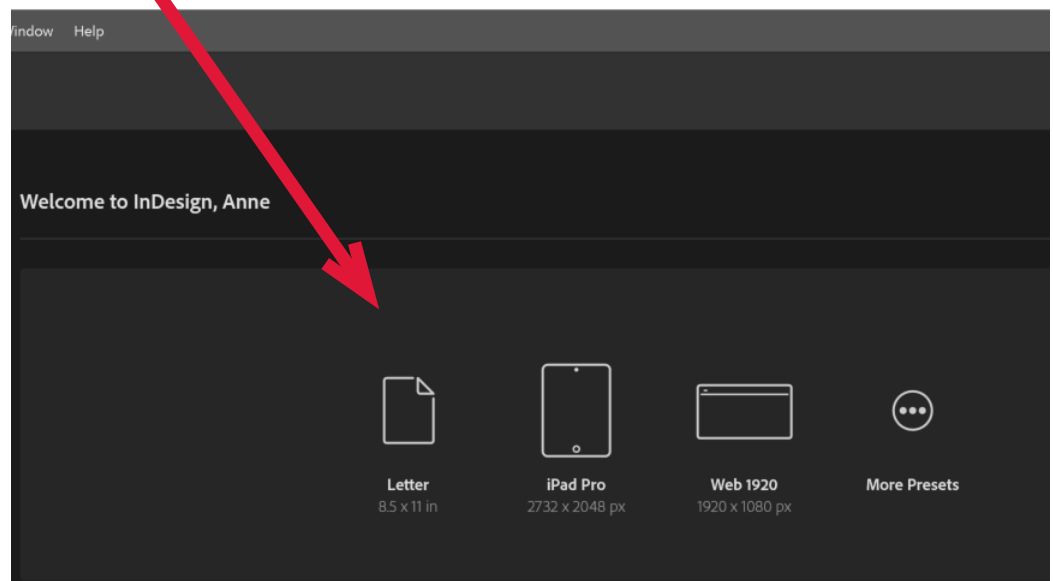 Help
Welcome to InDesign, Anne
Letter
8.5 x 11 in
iPad Pro
2732 x 2048 px
Web 1920
1920 x 1080 px
More Presets